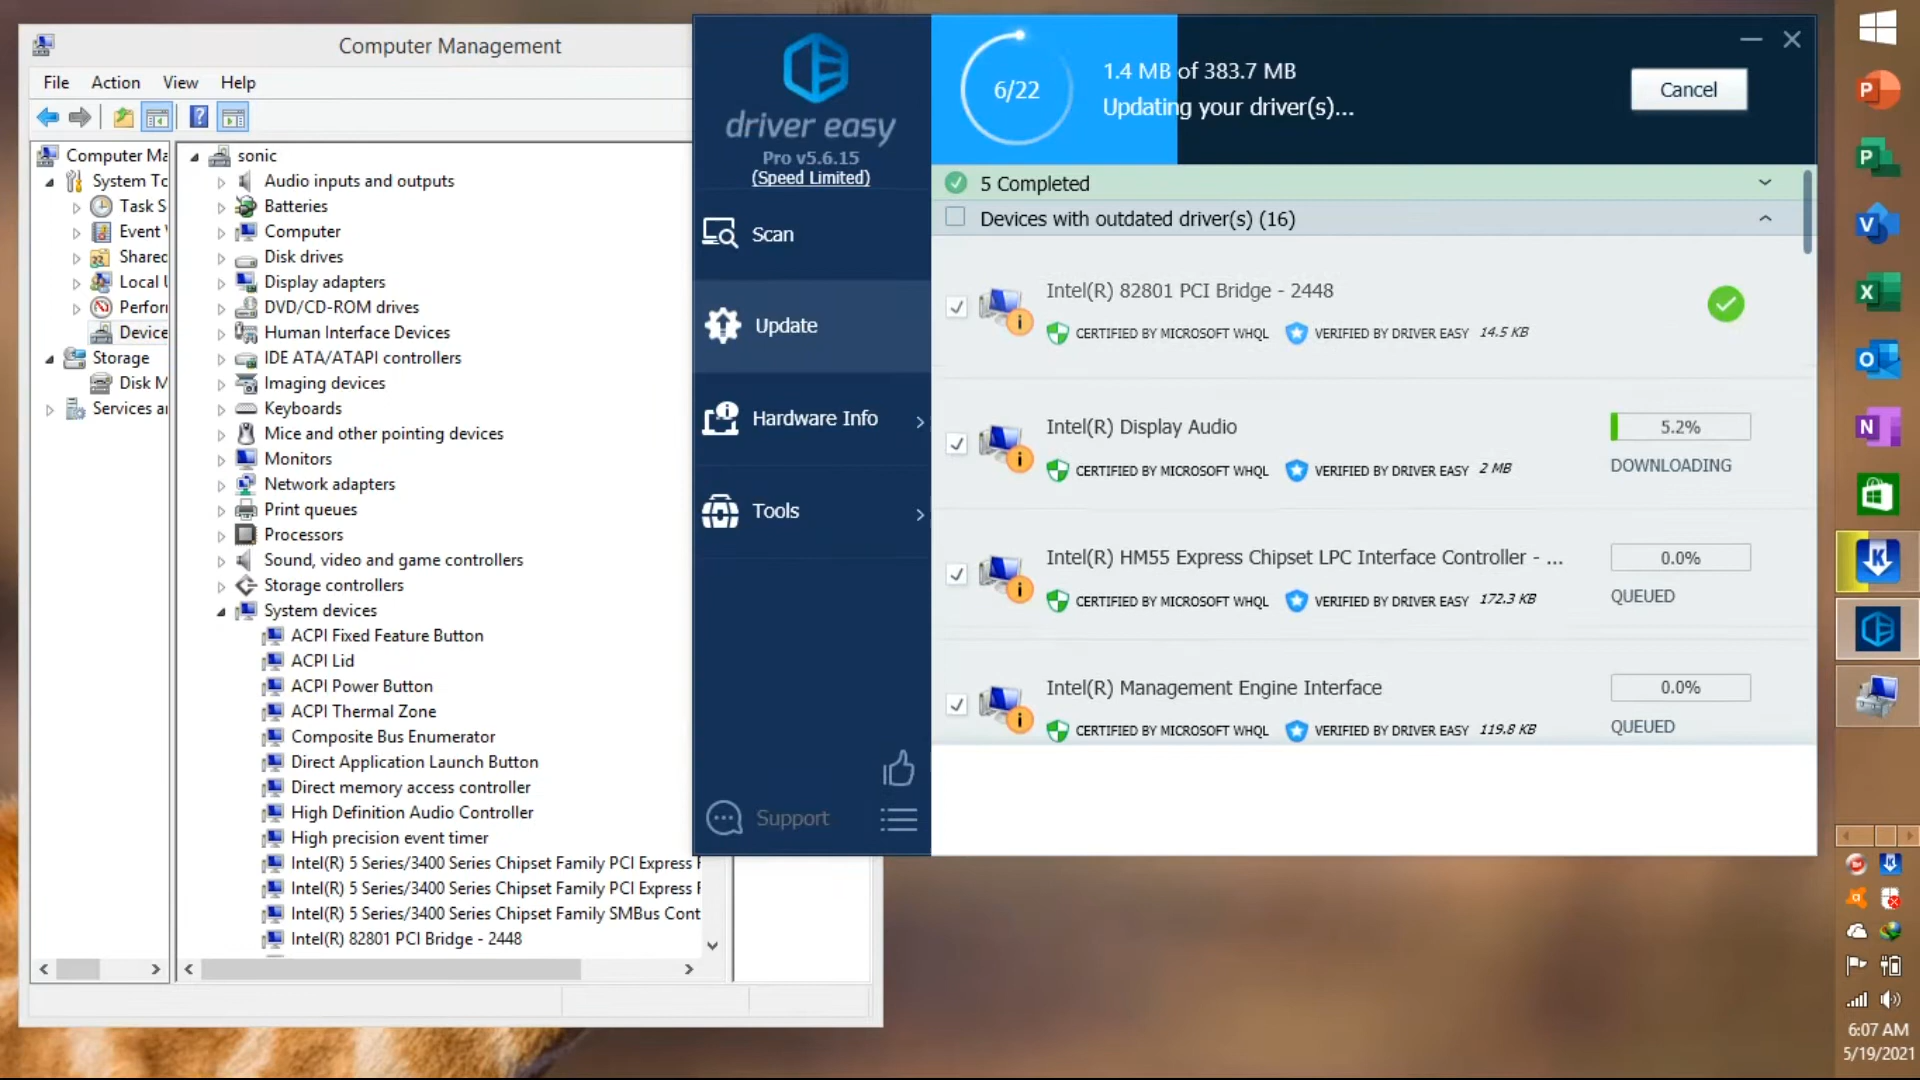 Computer Management
File Action View Help
Computer Ma
System To
Task S
Event
Shared
Local U
Perfor
Device
Storage
Disk M
Services a
sonic
Audio inputs and outputs
Batteries
Computer
Disk drives
Display adapters
DVD/CD-ROM drives
Human Interface Devices
IDE ATA/ATAPI controllers
Imaging devices
Keyboards
Mice and other pointing devices
Monitors
Network adapters
Print queues
Processors
Sound, video and game controllers
Storage controllers
System devices
ACPI Fixed Feature Button
ACPI Lid
ACPI Power Button
ACPI Thermal Zone
Composite Bus Enumerator
Direct Application Launch Button
Direct memory access controller
High Definition Audio Controller
High precision event timer
Intel(R) 5 Series/3400 Series Chipset Family PCI Express
Intel(R) 5 Series/3400 Series Chipset Family PCI Express
Intel(R) 5 Series/3400 Series Chipset Family SMBus Cont
Intel(R) 82801 PCI Bridge - 2448
driver easy
Pro v5.6.15
(Speed Limited)
Scan
Update
Hardware Info
Tools
Support
6/22
1.4 MB of 383.7 MB
Updating your driver(s)...
Cancel
5 Completed
Devices with outdated driver(s) (16)
Intel(R) 82801 PCI Bridge - 2448
CERTIFIED BY MICROSOFT WHQL VERIFIED BY DRIVER EASY 14.5 KB
Intel(R) Display Audio
5.2%
CERTIFIED BY MICROSOFT WHQL VERIFIED BY DRIVER EASY 2 MB
DOWNLOADING
Intel(R) HM55 Express Chipset LPC Interface Controller - ...
0.0%
CERTIFIED BY MICROSOFT WHQL VERIFIED BY DRIVER EASY 172.3 KB
QUEUED
Intel(R) Management Engine Interface
0.0%
CERTIFIED BY MICROSOFT WHQL VERIFIED BY DRIVER EASY 119.8 KB
QUEUED
P
P
V
X
O
N
K
6:07 AM
5/19/2021